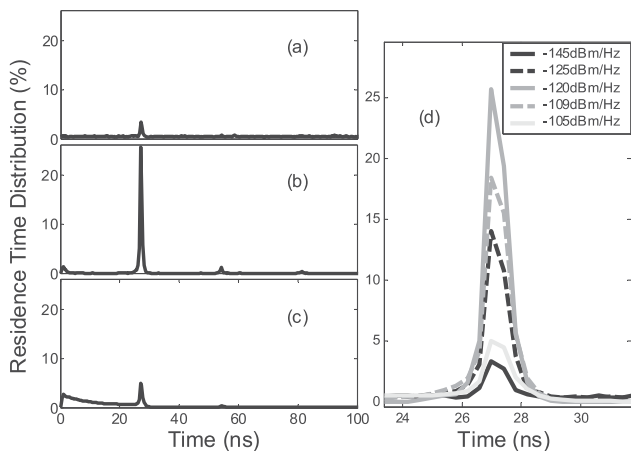 Residence Time Distribution (%)
20
10
0
(a)
20
10
0
(b)
20
10
0
(c)
0 20 40 60 80 100
Time (ns)
25
20
15
10
5
0
(d)
-145dBm/Hz
-125dBm/Hz
-120dBm/Hz
-109dBm/Hz
-105dBm/Hz
24 26 28 30
Time (ns)